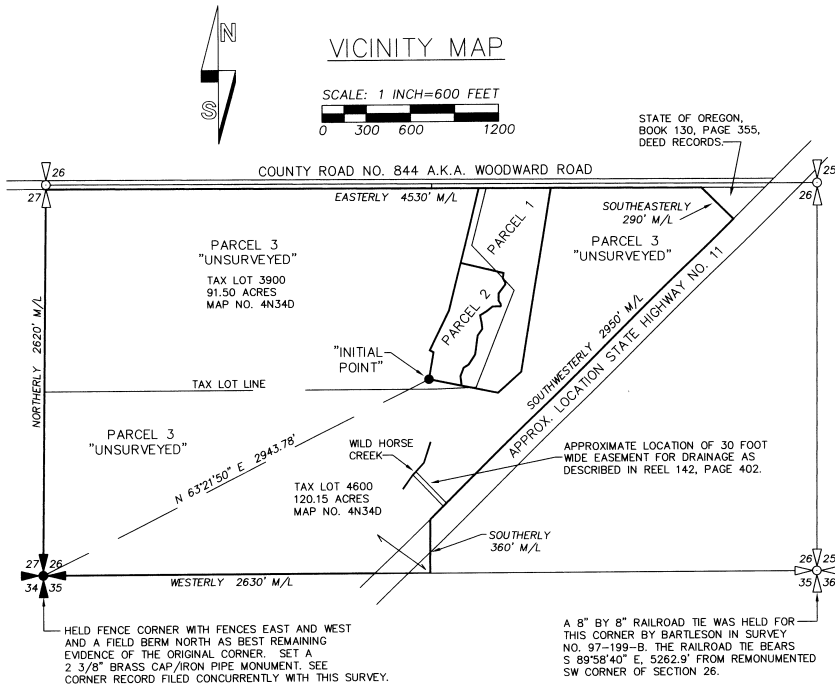 N
S
VICINITY MAP
SCALE: 1 INCH=600 FEET
0 300 600 1200
STATE OF OREGON,
BOOK 130, PAGE 355,
DEED RECORDS.
26
COUNTY ROAD NO. 844 A.K.A. WOODWARD ROAD
25
27
EASTERLY 4530' M/L
26
SOUTHEASTERLY
290' M/L
PARCEL 1
PARCEL 3
"UNSURVEYED"
PARCEL 3
"UNSURVEYED"
TAX LOT 3900
91.50 ACRES
MAP NO. 4N34D
PARCEL 2
NORTHERLY 2620' M/L
"INITIAL
POINT"
SOUTHWESTERLY 2950' M/L
APPROX. LOCATION STATE HIGHWAY NO. 11
TAX LOT LINE
PARCEL 3
"UNSURVEYED"
N 63°21'50" E 2943.78'
WILD HORSE
CREEK
APPROXIMATE LOCATION OF 30 FOOT
WIDE EASEMENT FOR DRAINAGE AS
DESCRIBED IN REEL 142, PAGE 402.
TAX LOT 4600
120.15 ACRES
MAP NO. 4N34D
SOUTHERLY
360' M/L
27 26
26 25
34 35
WESTERLY 2630' M/L
35 36
HELD FENCE CORNER WITH FENCES EAST AND WEST
AND A FIELD BERM NORTH AS BEST REMAINING
EVIDENCE OF THE ORIGINAL CORNER. SET A
2 3/8" BRASS CAP/IRON PIPE MONUMENT. SEE
CORNER RECORD FILED CONCURRENTLY WITH THIS SURVEY.
A 8" BY 8" RAILROAD TIE WAS HELD FOR
THIS CORNER BY BARTLESON IN SURVEY
NO. 97-199-B. THE RAILROAD TIE BEARS
S 89°58'40" E, 5262.9' FROM REMONUMENTED
SW CORNER OF SECTION 26.